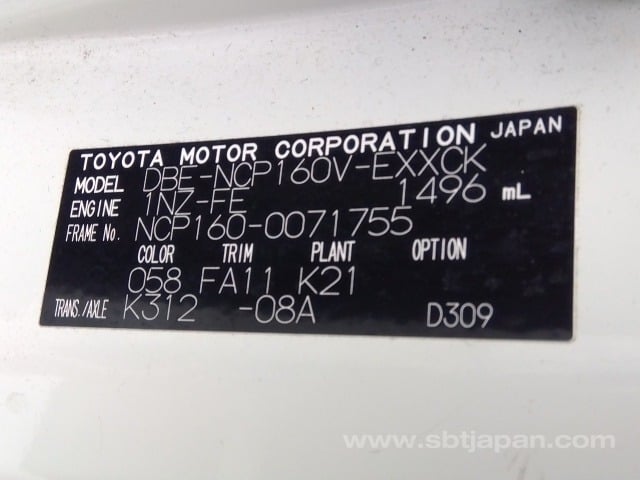 TOYOTA MOTOR CORPORATION JAPAN
MODEL DBE-NCP160V-EXXCK
ENGINE 1NZ-FE 1496 mL
FRAME No. NCP160-0071755
COLOR TRIM PLANT OPTION
058 FA11 K21
TRANS./AXLE K312 -08A D309
www.sbtjapan.com